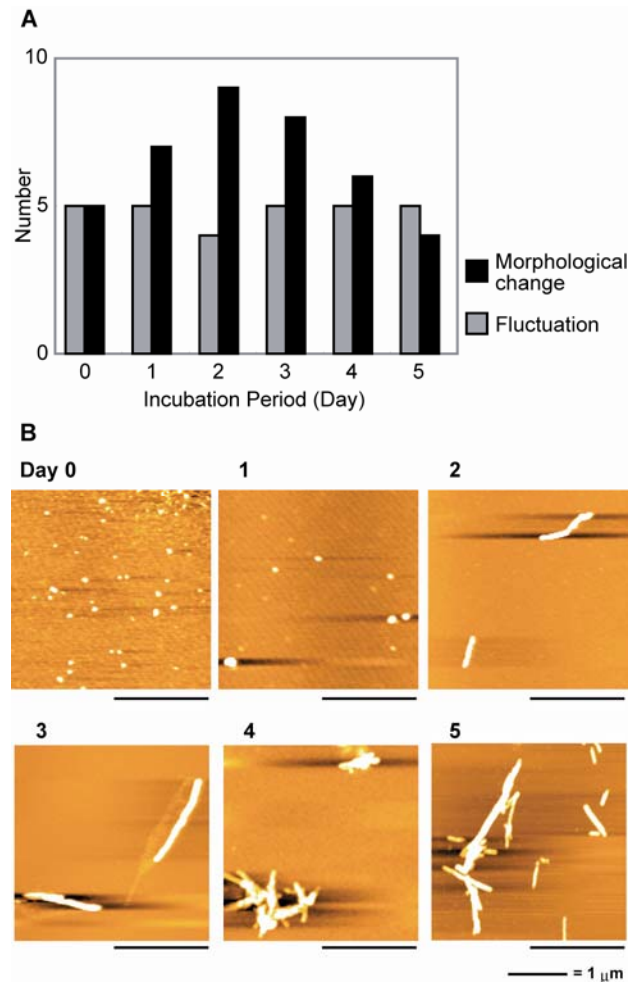 A
10
5
0
Number
0 1 2 3 4 5
Incubation Period (Day)
Morphological
change
Fluctuation
B
Day 0 1 2
3 4 5
= 1 μm